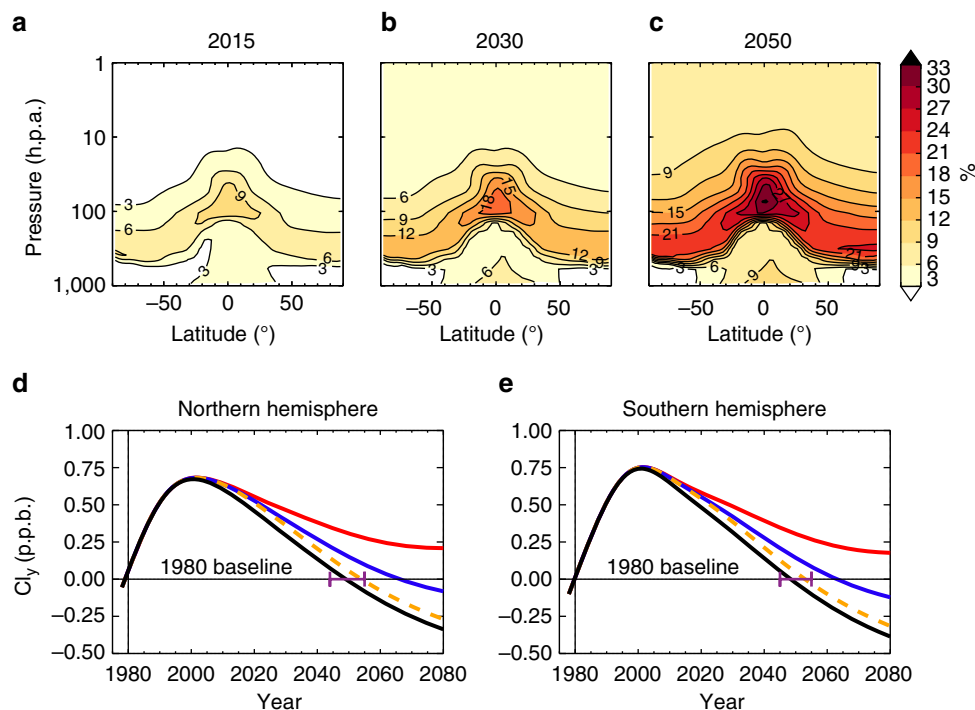 a b c
2015 2030 2050
1 33
30
10 27
9 6 24
3 15 9 21
18 15 18
100 6 9 21 15
12 12
9
6 6
12 9 21 3
3 3 3 6 3 6 9 3
1,000
Pressure (h.p.a.) %
−50 0 50 −50 0 50 −50 0 50
Latitude (°) Latitude (°) Latitude (°)
d e
Northern hemisphere Southern hemisphere
1.00 1.00
0.75 0.75
0.50 0.50
0.25 0.25
1980 baseline 1980 baseline
0.00 0.00
−0.25 −0.25
−0.50 −0.50
Cly (p.p.b.)
1980 2000 2020 2040 2060 2080 1980 2000 2020 2040 2060 2080
Year Year